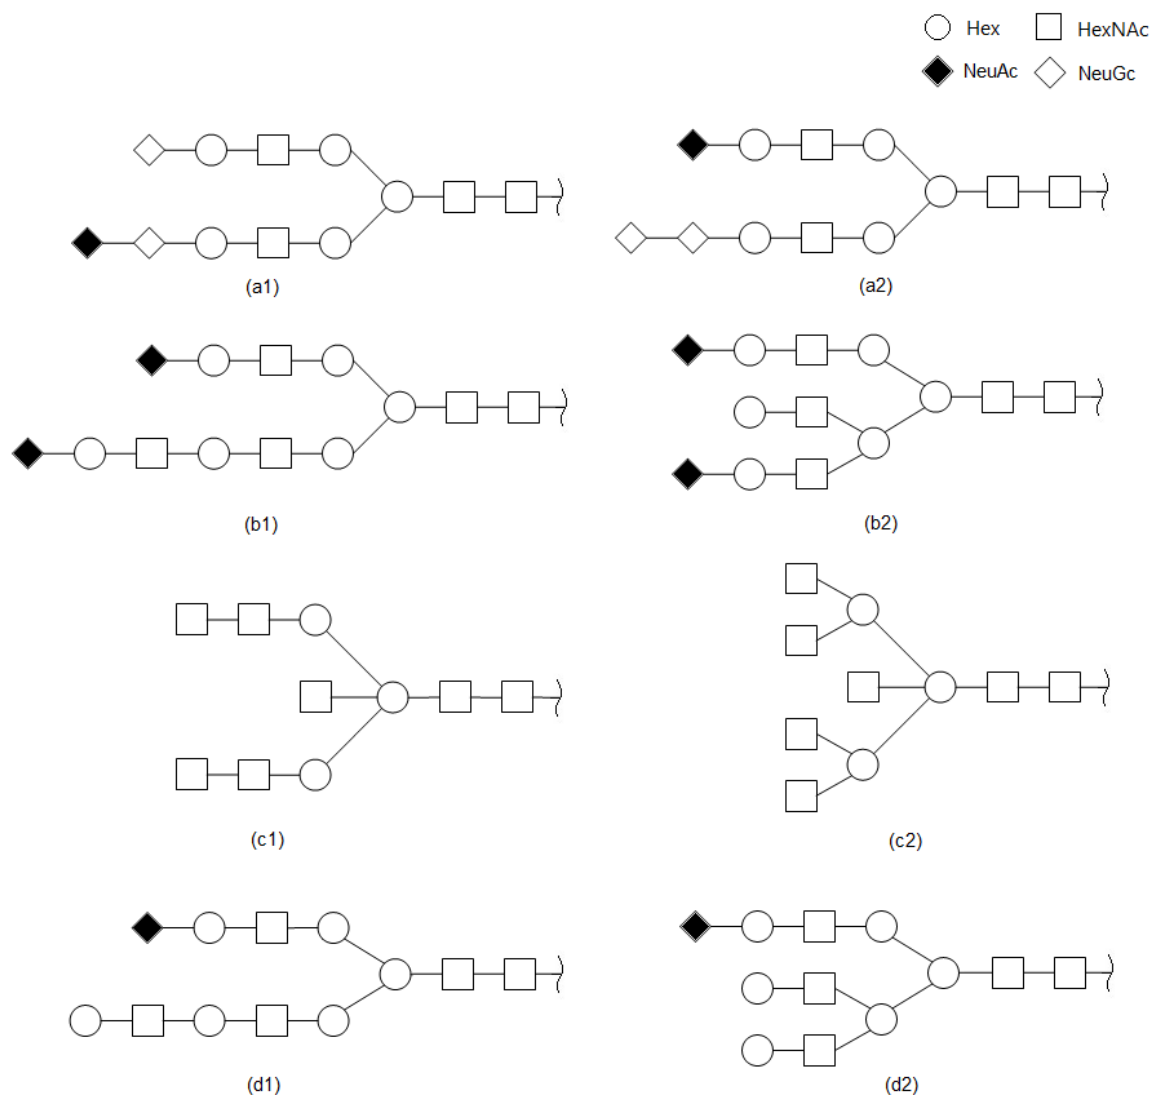 Hex HexNAc
NeuAc NeuGc
(a1) (a2)
(b1) (b2)
(c1) (c2)
(d1) (d2)